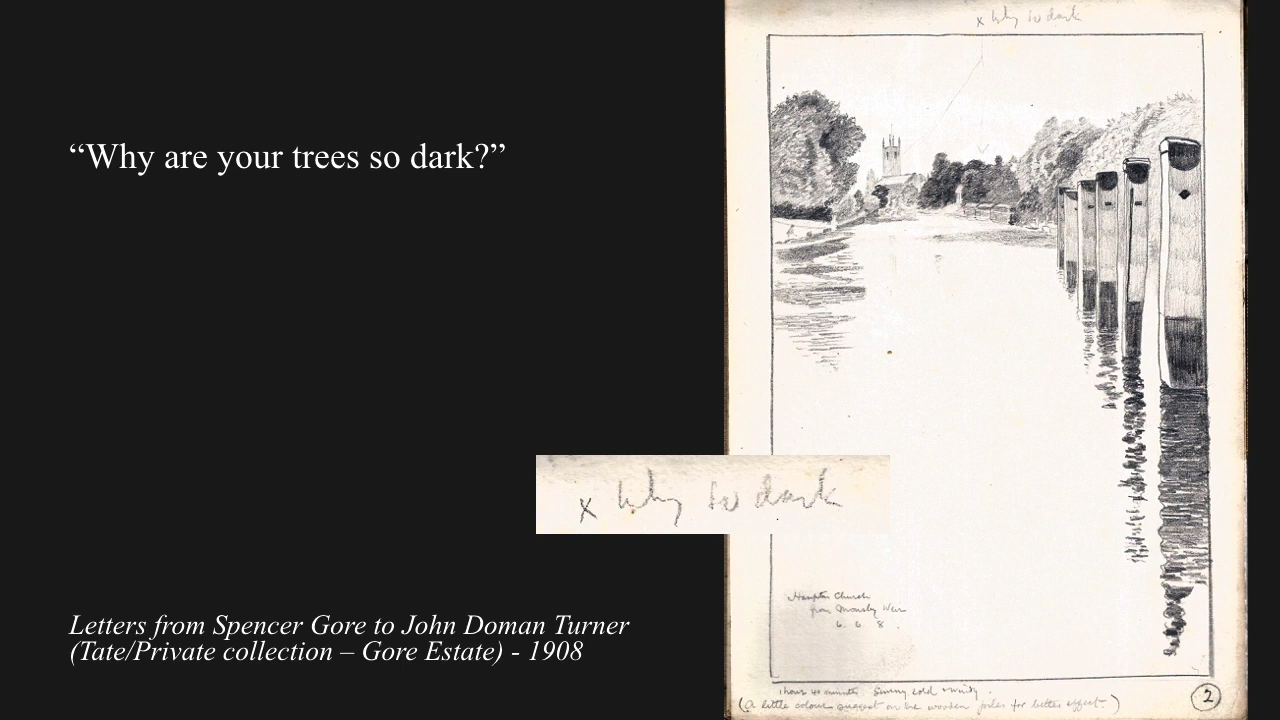 x Why so dark
“Why are your trees so dark?”
x Why so dark
Hampton Church
from Moulsey Weir
6. 6 8.
Letters from Spencer Gore to John Doman Turner
(Tate/Private collection – Gore Estate) - 1908
1 hour 40 minutes Sunny cold & windy.
(A little colour suggest on the wooden piles for better effect.)
2